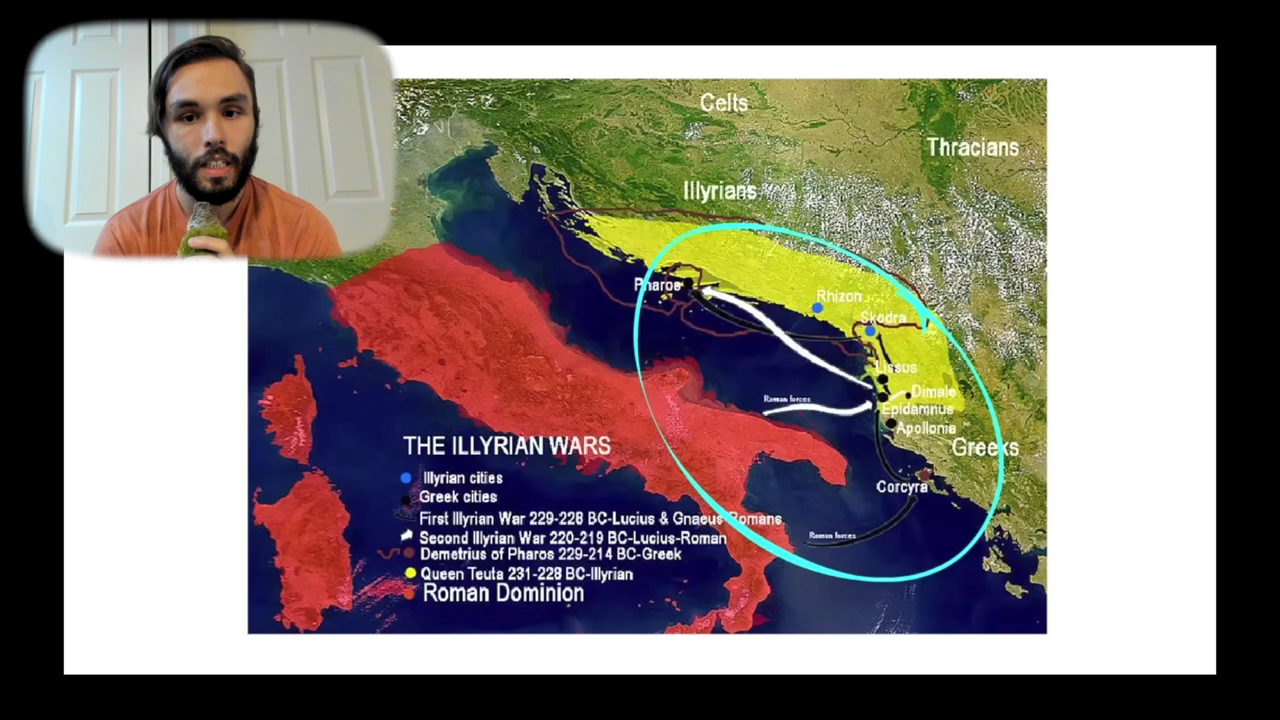 Celts
Thracians
Illyrians
Pharos
Rhizon
Skodra
Lissus
Dimale
Roman forces
Epidamnus
Apollonia
Greeks
THE ILLYRIAN WARS
Illyrian cities
Corcyra
Greek cities
First Illyrian War 229-228 BC-Lucius & Gnaeus Romans
Roman forces
Second Illyrian War 220-219 BC-Lucius-Roman
Demetrius of Pharos 229-214 BC-Greek
Queen Teuta 231-228 BC-Illyrian
Roman Dominion